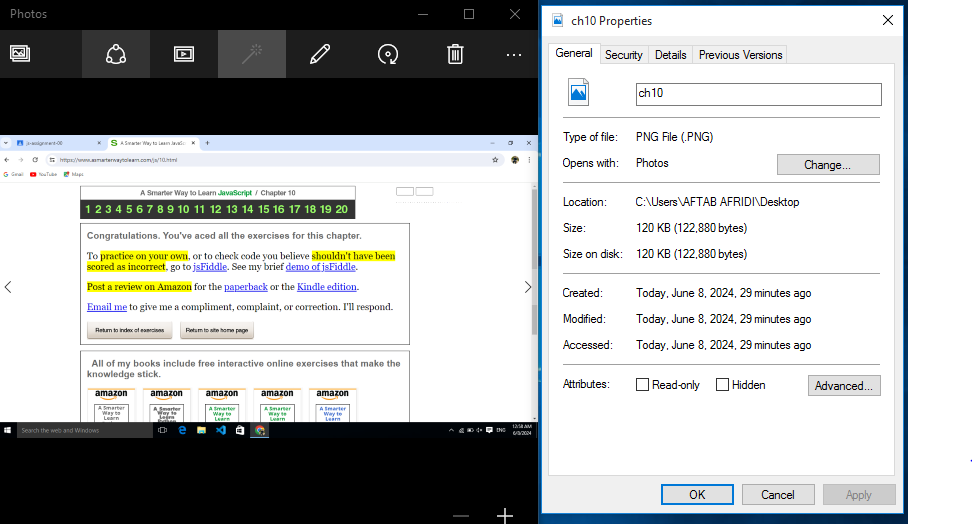 Photos
js-assignment-06
A Smarter Way to Learn JavaSc
https://www.asmarterwaytolearn.com/js/10.html
Gmail
YouTube
Maps
A Smarter Way to Learn JavaScript / Chapter 10
1 2 3 4 5 6 7 8 9 10 11 12 13 14 15 16 17 18 19 20
Congratulations. You've aced all the exercises for this chapter.
To practice on your own, or to check code you believe shouldn't have been
scored as incorrect, go to jsFiddle. See my brief demo of jsFiddle.
Post a review on Amazon for the paperback or the Kindle edition.
Email me to give me a compliment, complaint, or correction. I'll respond.
Return to index of exercises
Return to site home page
All of my books include free interactive online exercises that make the
knowledge stick.
amazon amazon amazon amazon amazon
A Smarter
Way to
Learn
A Smarter
Way to
Learn
Python
A Smarter
Way to
Learn
A Smarter
Way to
Learn
A Smarter
Way to
Learn
Search the web and Windows
ENG
12:58 AM
6/8/2024
ch10 Properties
General Security Details Previous Versions
ch10
Type of file: PNG File (.PNG)
Opens with: Photos Change...
Location: C:\Users\AFTAB AFRIDI\Desktop
Size: 120 KB (122,880 bytes)
Size on disk: 120 KB (122,880 bytes)
Created: Today, June 8, 2024, 29 minutes ago
Modified: Today, June 8, 2024, 29 minutes ago
Accessed: Today, June 8, 2024, 29 minutes ago
Attributes: Read-only Hidden Advanced...
OK Cancel Apply